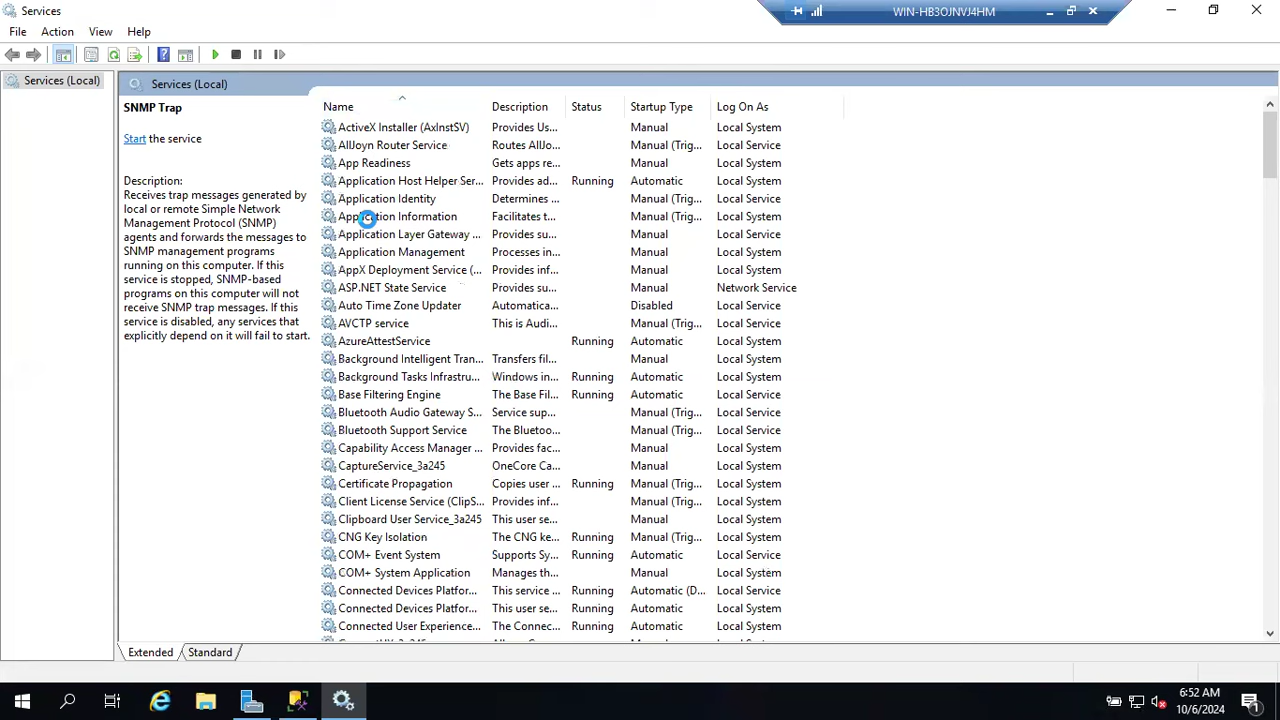 Services
WIN-HB3OJNVJ4HM
File Action View Help
Services (Local)
Services (Local)
SNMP Trap
Start the service
Description:
Receives trap messages generated by
local or remote Simple Network
Management Protocol (SNMP)
agents and forwards the messages to
SNMP management programs
running on this computer. If this
service is stopped, SNMP-based
programs on this computer will not
receive SNMP trap messages. If this
service is disabled, any services that
explicitly depend on it will fail to start.
Name Description Status Startup Type Log On As
ActiveX Installer (AxInstSV) Provides Us... Manual Local System
AllJoyn Router Service Routes AllJo... Manual (Trig... Local Service
App Readiness Gets apps re... Manual Local System
Application Host Helper Ser... Provides ad... Running Automatic Local System
Application Identity Determines ... Manual (Trig... Local Service
Application Information Facilitates t... Manual (Trig... Local System
Application Layer Gateway ... Provides su... Manual Local Service
Application Management Processes in... Manual Local System
AppX Deployment Service (... Provides inf... Manual Local System
ASP.NET State Service Provides su... Manual Network Service
Auto Time Zone Updater Automatica... Disabled Local Service
AVCTP service This is Audi... Manual (Trig... Local Service
AzureAttestService Running Automatic Local System
Background Intelligent Tran... Transfers fil... Manual Local System
Background Tasks Infrastru... Windows in... Running Automatic Local System
Base Filtering Engine The Base Fil... Running Automatic Local Service
Bluetooth Audio Gateway S... Service sup... Manual (Trig... Local Service
Bluetooth Support Service The Bluetoo... Manual (Trig... Local Service
Capability Access Manager ... Provides fac... Manual Local System
CaptureService_3a245 OneCore Ca... Manual Local System
Certificate Propagation Copies user ... Running Manual (Trig... Local System
Client License Service (ClipS... Provides inf... Manual (Trig... Local System
Clipboard User Service_3a245 This user se... Manual Local System
CNG Key Isolation The CNG ke... Running Manual (Trig... Local System
COM+ Event System Supports Sy... Running Automatic Local Service
COM+ System Application Manages th... Manual Local System
Connected Devices Platfor... This service ... Running Automatic (D... Local Service
Connected Devices Platfor... This user se... Running Automatic Local System
Connected User Experience... The Connec... Running Automatic Local System
Extended Standard
6:52 AM
10/6/2024
1